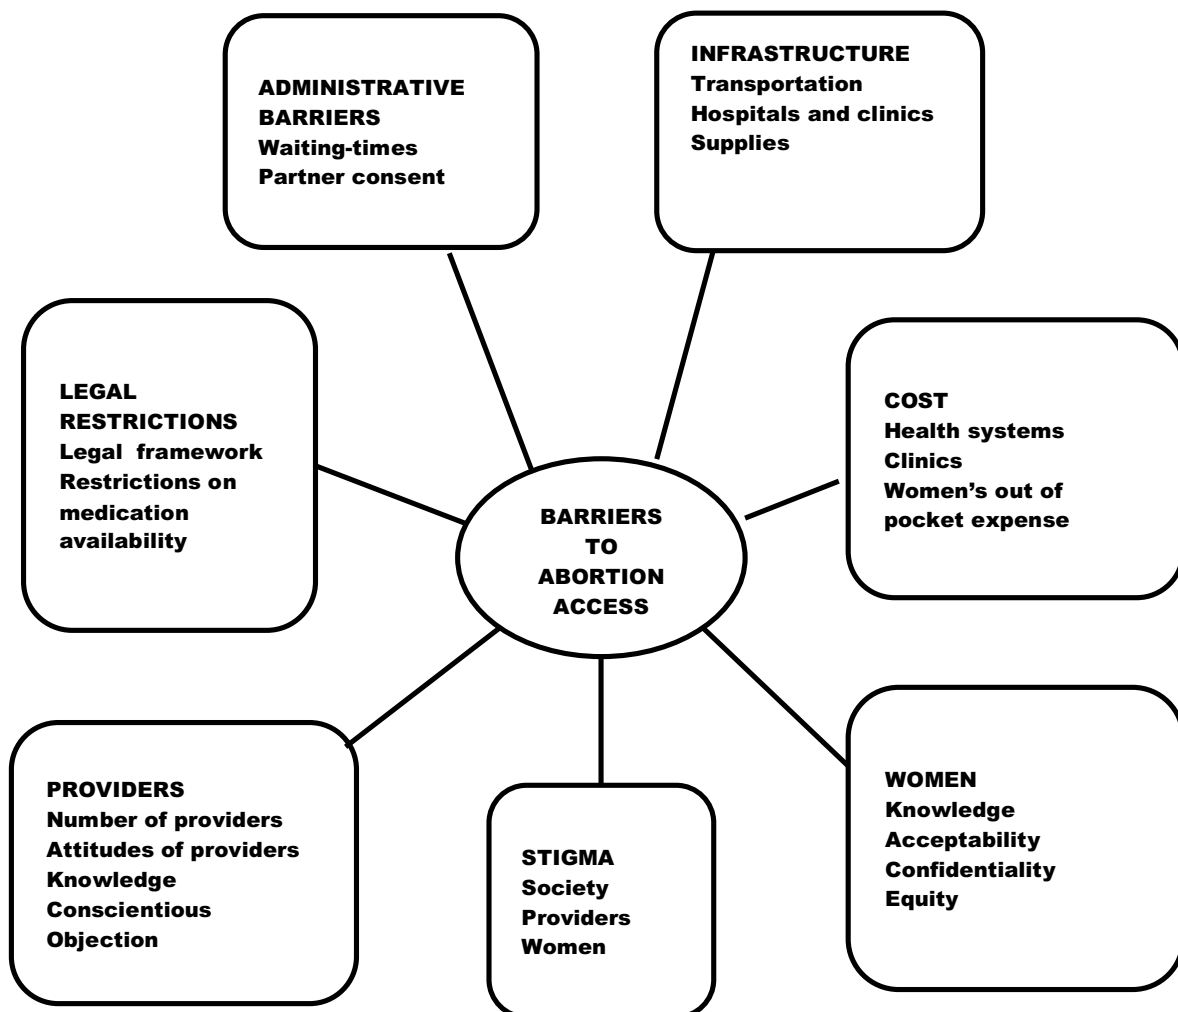 ADMINISTRATIVE
BARRIERS
Waiting-times
Partner consent
INFRASTRUCTURE
Transportation
Hospitals and clinics
Supplies
LEGAL
RESTRICTIONS
Legal framework
Restrictions on
medication
availability
COST
Health systems
Clinics
Women’s out of
pocket expense
BARRIERS
TO
ABORTION
ACCESS
PROVIDERS
Number of providers
Attitudes of providers
Knowledge
Conscientious
Objection
STIGMA
Society
Providers
Women
WOMEN
Knowledge
Acceptability
Confidentiality
Equity